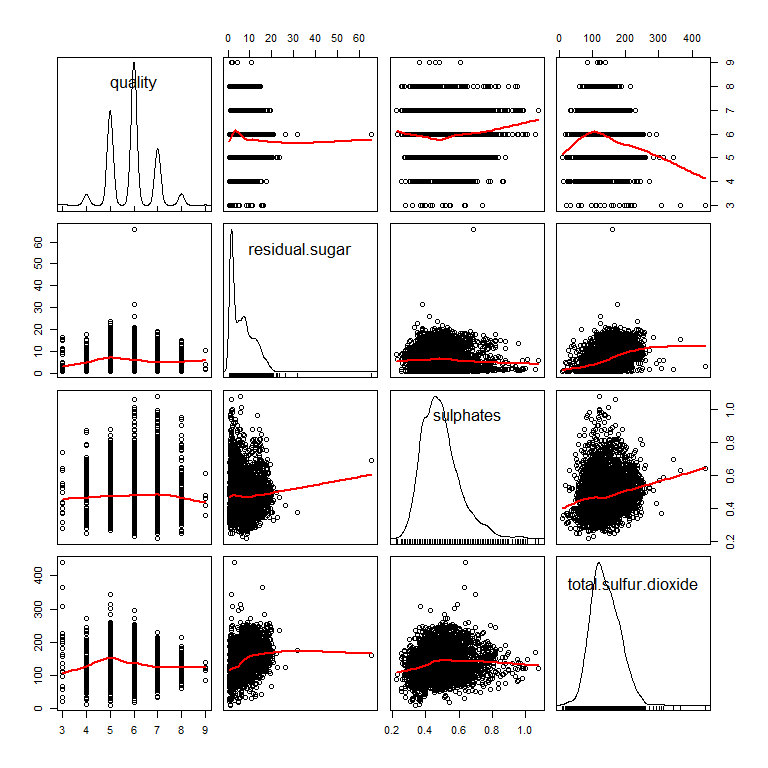 0 10 20 30 40 60
0 100 200 300 400
quality
3 4 5 6 7 8 9
0 10 20 30 40 50 60
residual.sugar
sulphates
0.2 0.4 0.6 0.8 1.0
0 100 200 300 400
total.sulfur.dioxide
3 4 5 6 7 8 9
0.2 0.4 0.6 0.8 1.0